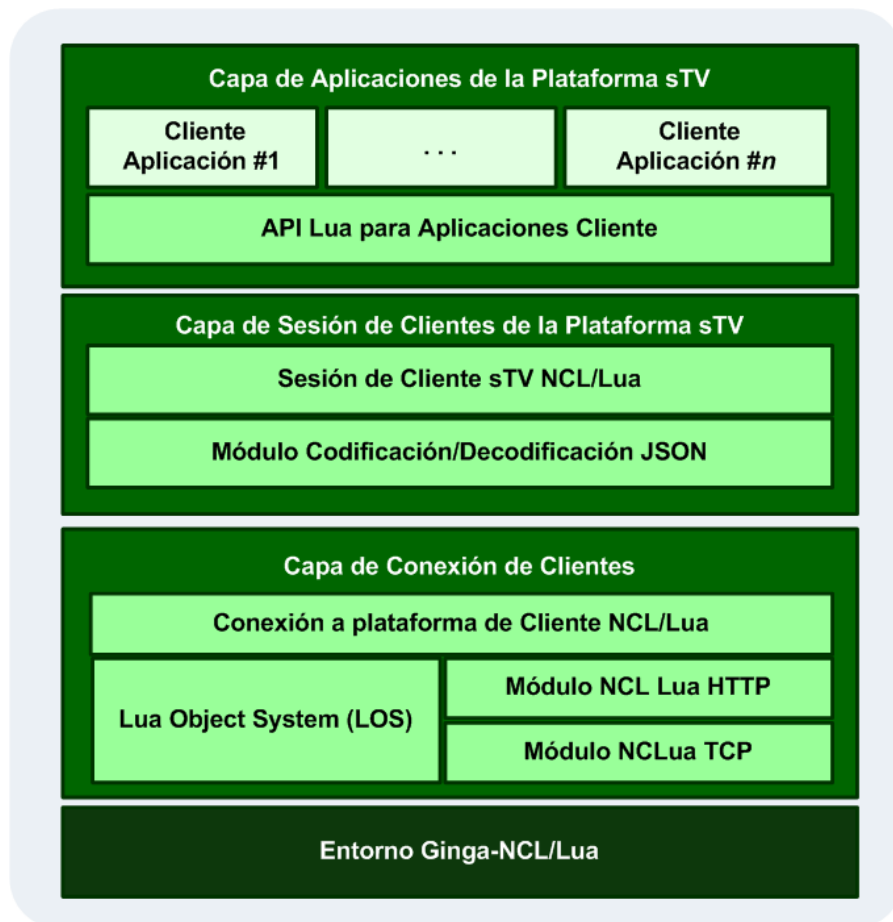 Capa de Aplicaciones de la Plataforma sTV
Cliente
Aplicación #1
. . .
Cliente
Aplicación #n
API Lua para Aplicaciones Cliente
Capa de Sesión de Clientes de la Plataforma sTV
Sesión de Cliente sTV NCL/Lua
Módulo Codificación/Decodificación JSON
Capa de Conexión de Clientes
Conexión a plataforma de Cliente NCL/Lua
Lua Object System (LOS)
Módulo NCL Lua HTTP
Módulo NCLua TCP
Entorno Ginga-NCL/Lua